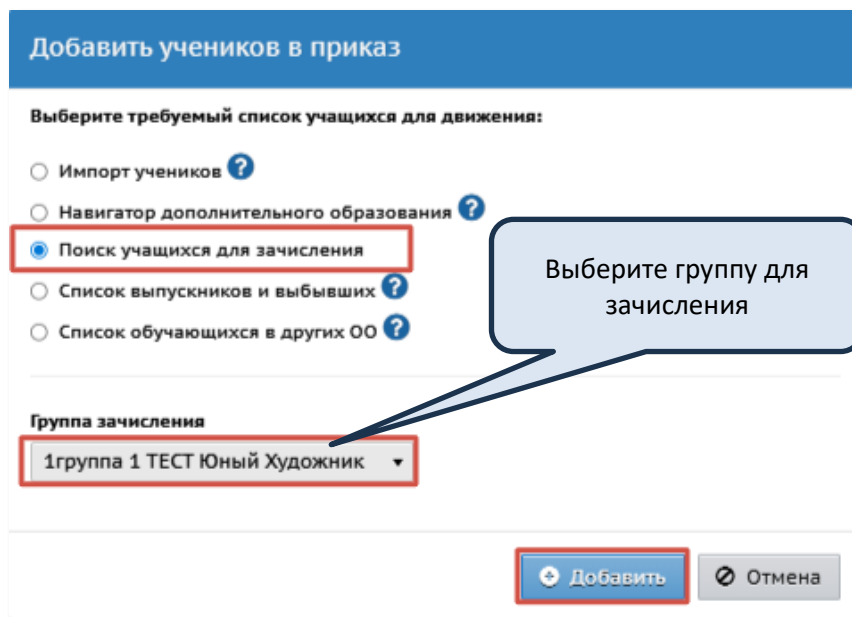 Добавить учеников в приказ
Выберите требуемый список учащихся для движения:
Импорт учеников ?
Навигатор дополнительного образования ?
Поиск учащихся для зачисления
Список выпускников и выбывших ?
Список обучающихся в других ОО ?
Выберите группу для
зачисления
Группа зачисления
1группа 1 ТЕСТ Юный Художник
Добавить
Отмена